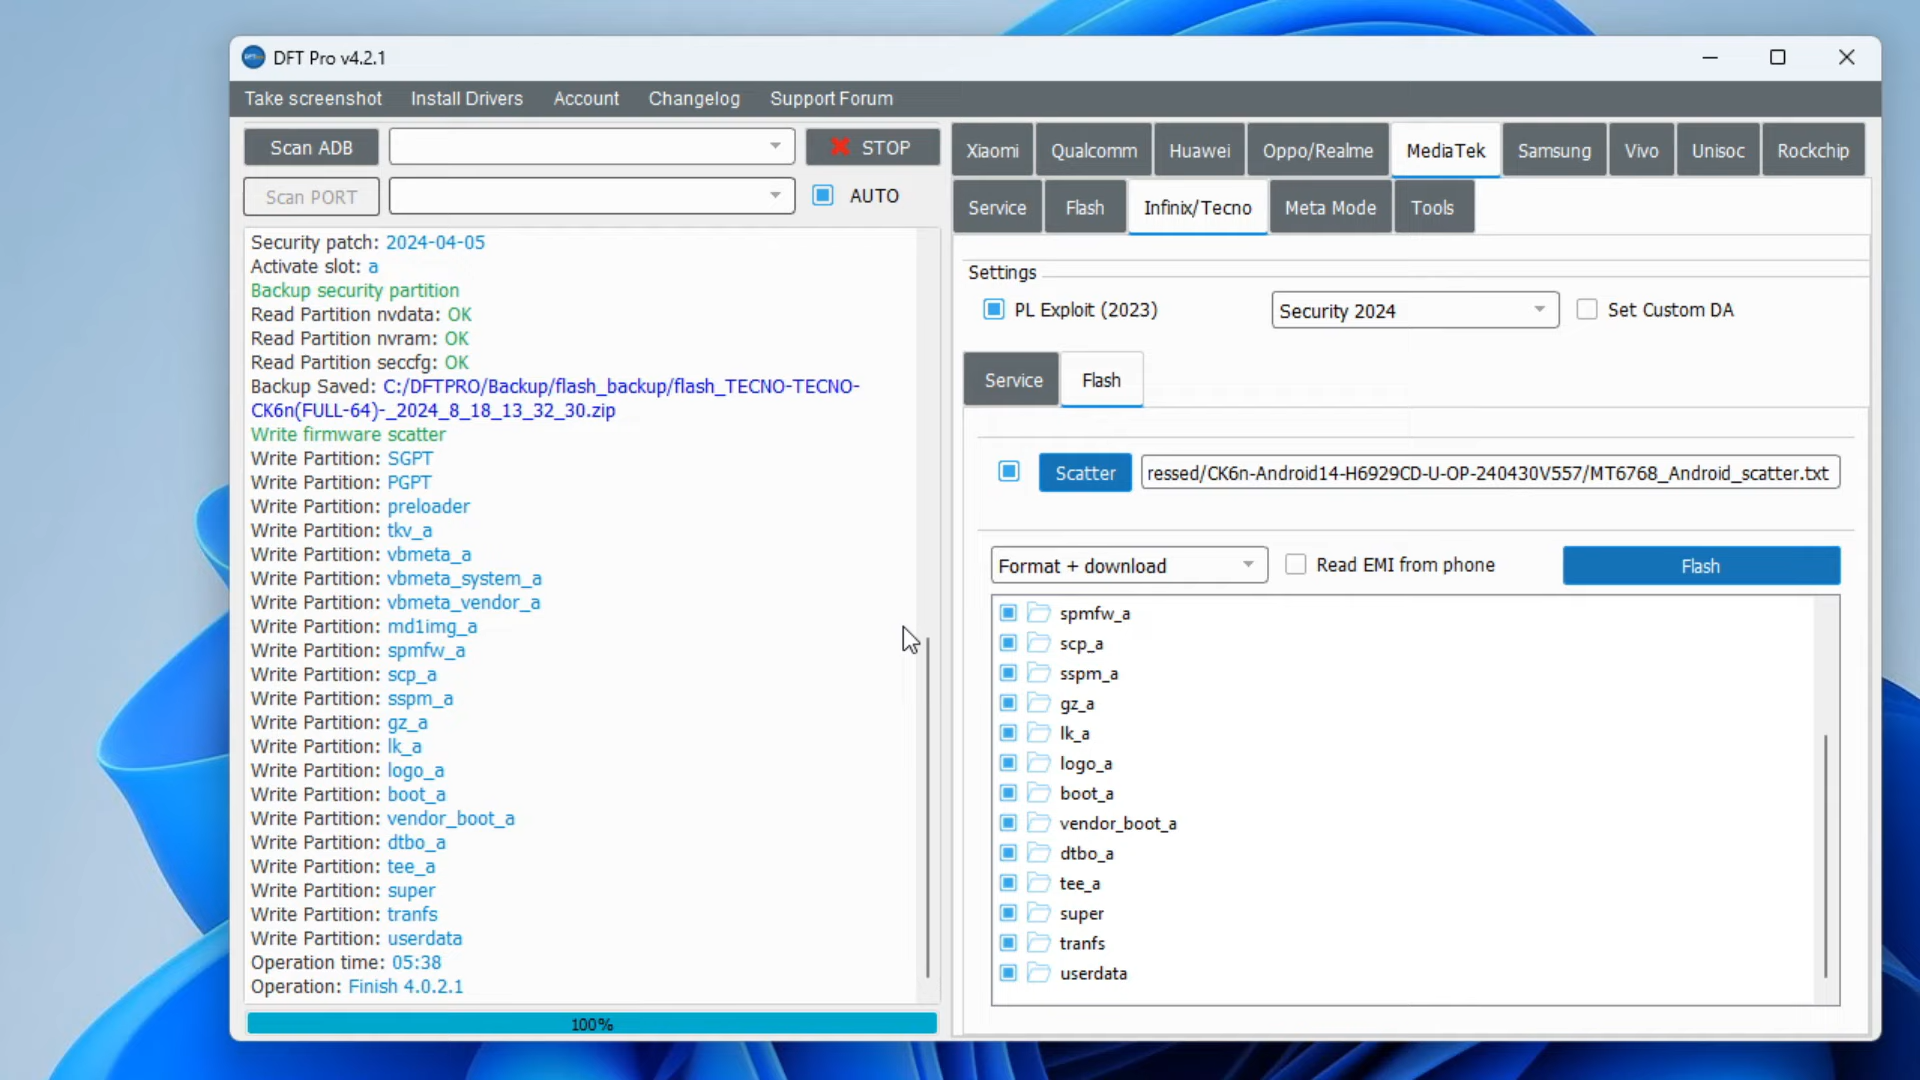 DFT Pro v4.2.1
Take screenshot Install Drivers Account Changelog Support Forum
Scan ADB STOP
Scan PORT AUTO
Security patch: 2024-04-05
Activate slot: a
Backup security partition
Read Partition nvdata: OK
Read Partition nvram: OK
Read Partition seccfg: OK
Backup Saved: C:/DFTPRO/Backup/flash_backup/flash_TECNO-TECNO-
CK6n(FULL-64)-_2024_8_18_13_32_30.zip
Write firmware scatter
Write Partition: SGPT
Write Partition: PGPT
Write Partition: preloader
Write Partition: tkv_a
Write Partition: vbmeta_a
Write Partition: vbmeta_system_a
Write Partition: vbmeta_vendor_a
Write Partition: md1img_a
Write Partition: spmfw_a
Write Partition: scp_a
Write Partition: sspm_a
Write Partition: gz_a
Write Partition: lk_a
Write Partition: logo_a
Write Partition: boot_a
Write Partition: vendor_boot_a
Write Partition: dtbo_a
Write Partition: tee_a
Write Partition: super
Write Partition: tranfs
Write Partition: userdata
Operation time: 05:38
Operation: Finish 4.0.2.1
100%
Xiaomi Qualcomm Huawei Oppo/Realme MediaTek Samsung Vivo Unisoc Rockchip
Service Flash Infinix/Tecno Meta Mode Tools
Settings
PL Exploit (2023) Security 2024 Set Custom DA
Service Flash
Scatter ressed/CK6n-Android14-H6929CD-U-OP-240430V557/MT6768_Android_scatter.txt
Format + download Read EMI from phone Flash
spmfw_a
scp_a
sspm_a
gz_a
lk_a
logo_a
boot_a
vendor_boot_a
dtbo_a
tee_a
super
tranfs
userdata